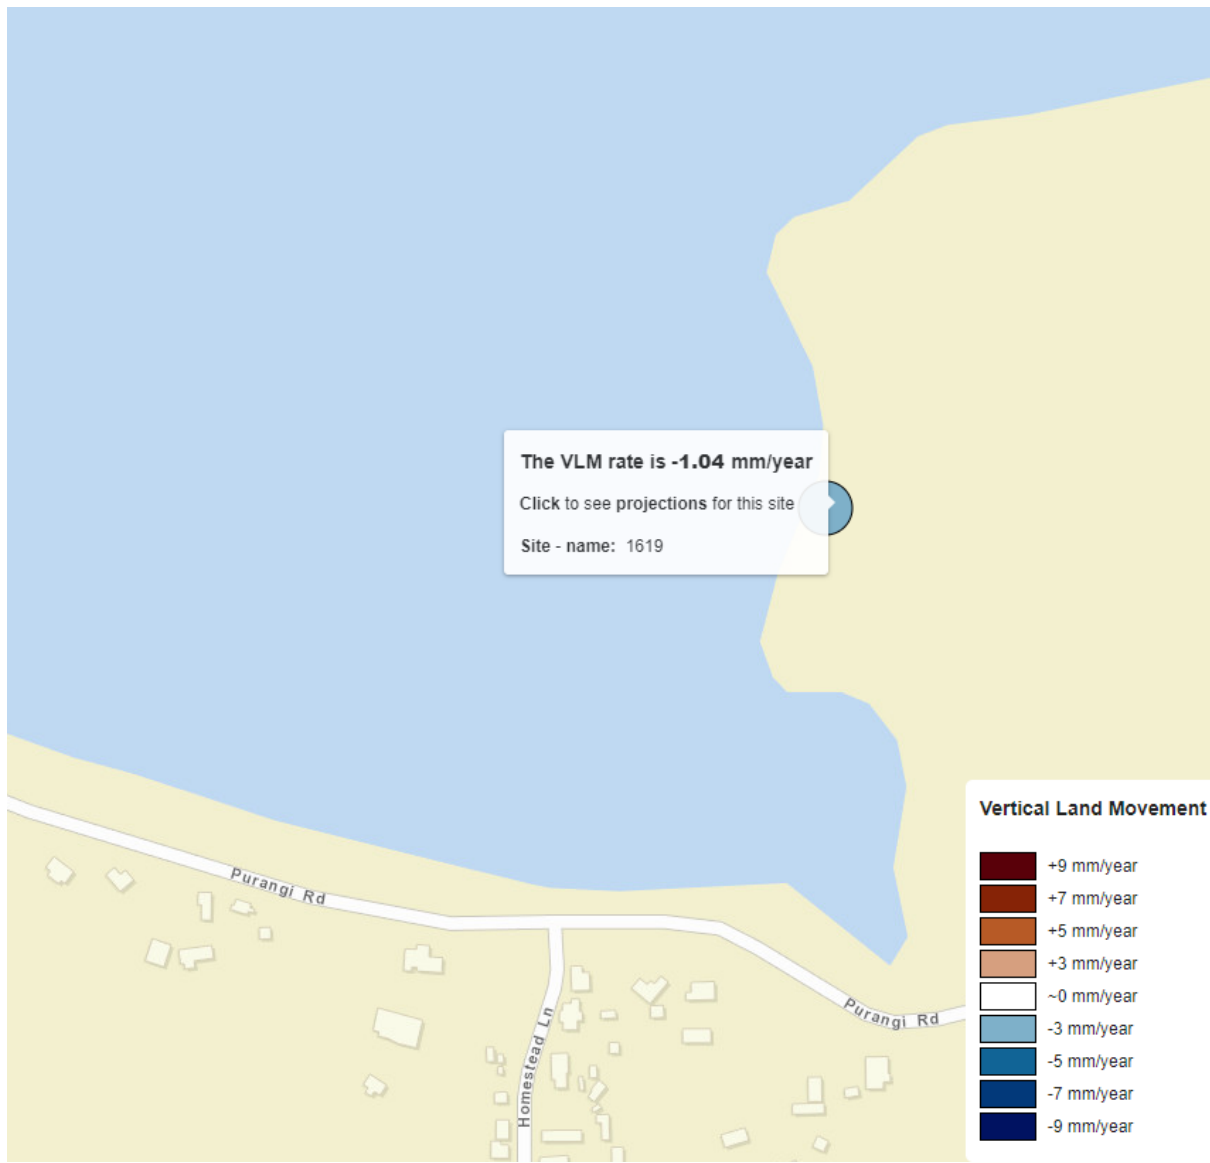 The VLM rate is -1.04 mm/year
Click to see projections for this site
Site - name: 1619
Purangi Rd
Homestead Ln
Purangi Rd
Vertical Land Movement
+9 mm/year
+7 mm/year
+5 mm/year
+3 mm/year
~0 mm/year
-3 mm/year
-5 mm/year
-7 mm/year
-9 mm/year